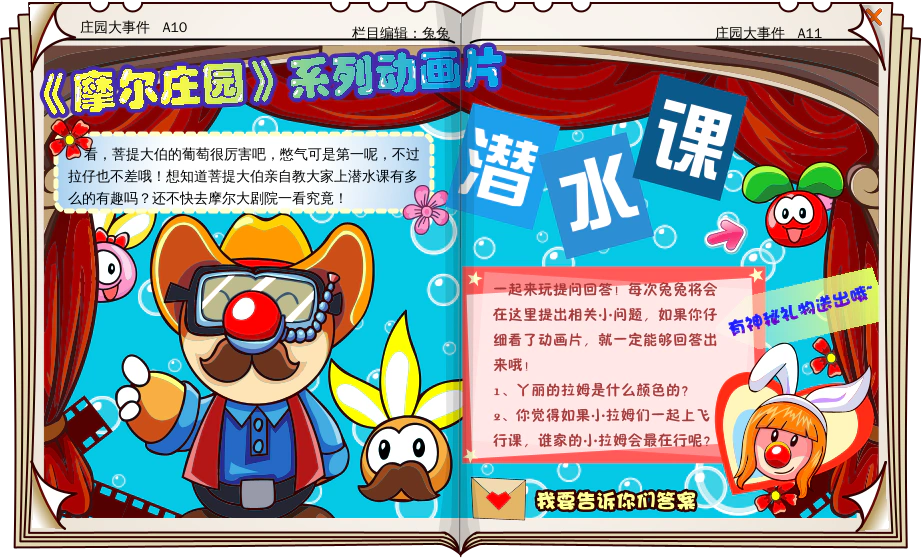 庄园大事件 A10
栏目编辑：兔兔
庄园大事件 A11
《摩尔庄园》系列动画片
看，菩提大伯的葡萄很厉害吧，憋气可是第一呢，不过
拉仔也不差哦！想知道菩提大伯亲自教大家上潜水课有多
么的有趣吗？还不快去摩尔大剧院一看究竟！
潜水课
一起来玩提问回答！每次兔兔将会
在这里提出相关小问题，如果你仔
细看了动画片，就一定能够回答出
来哦！
1、丫丽的拉姆是什么颜色的？
2、你觉得如果小拉姆们一起上飞
行课，谁家的小拉姆会最在行呢？
有神秘礼物送出哦~
我要告诉你们答案